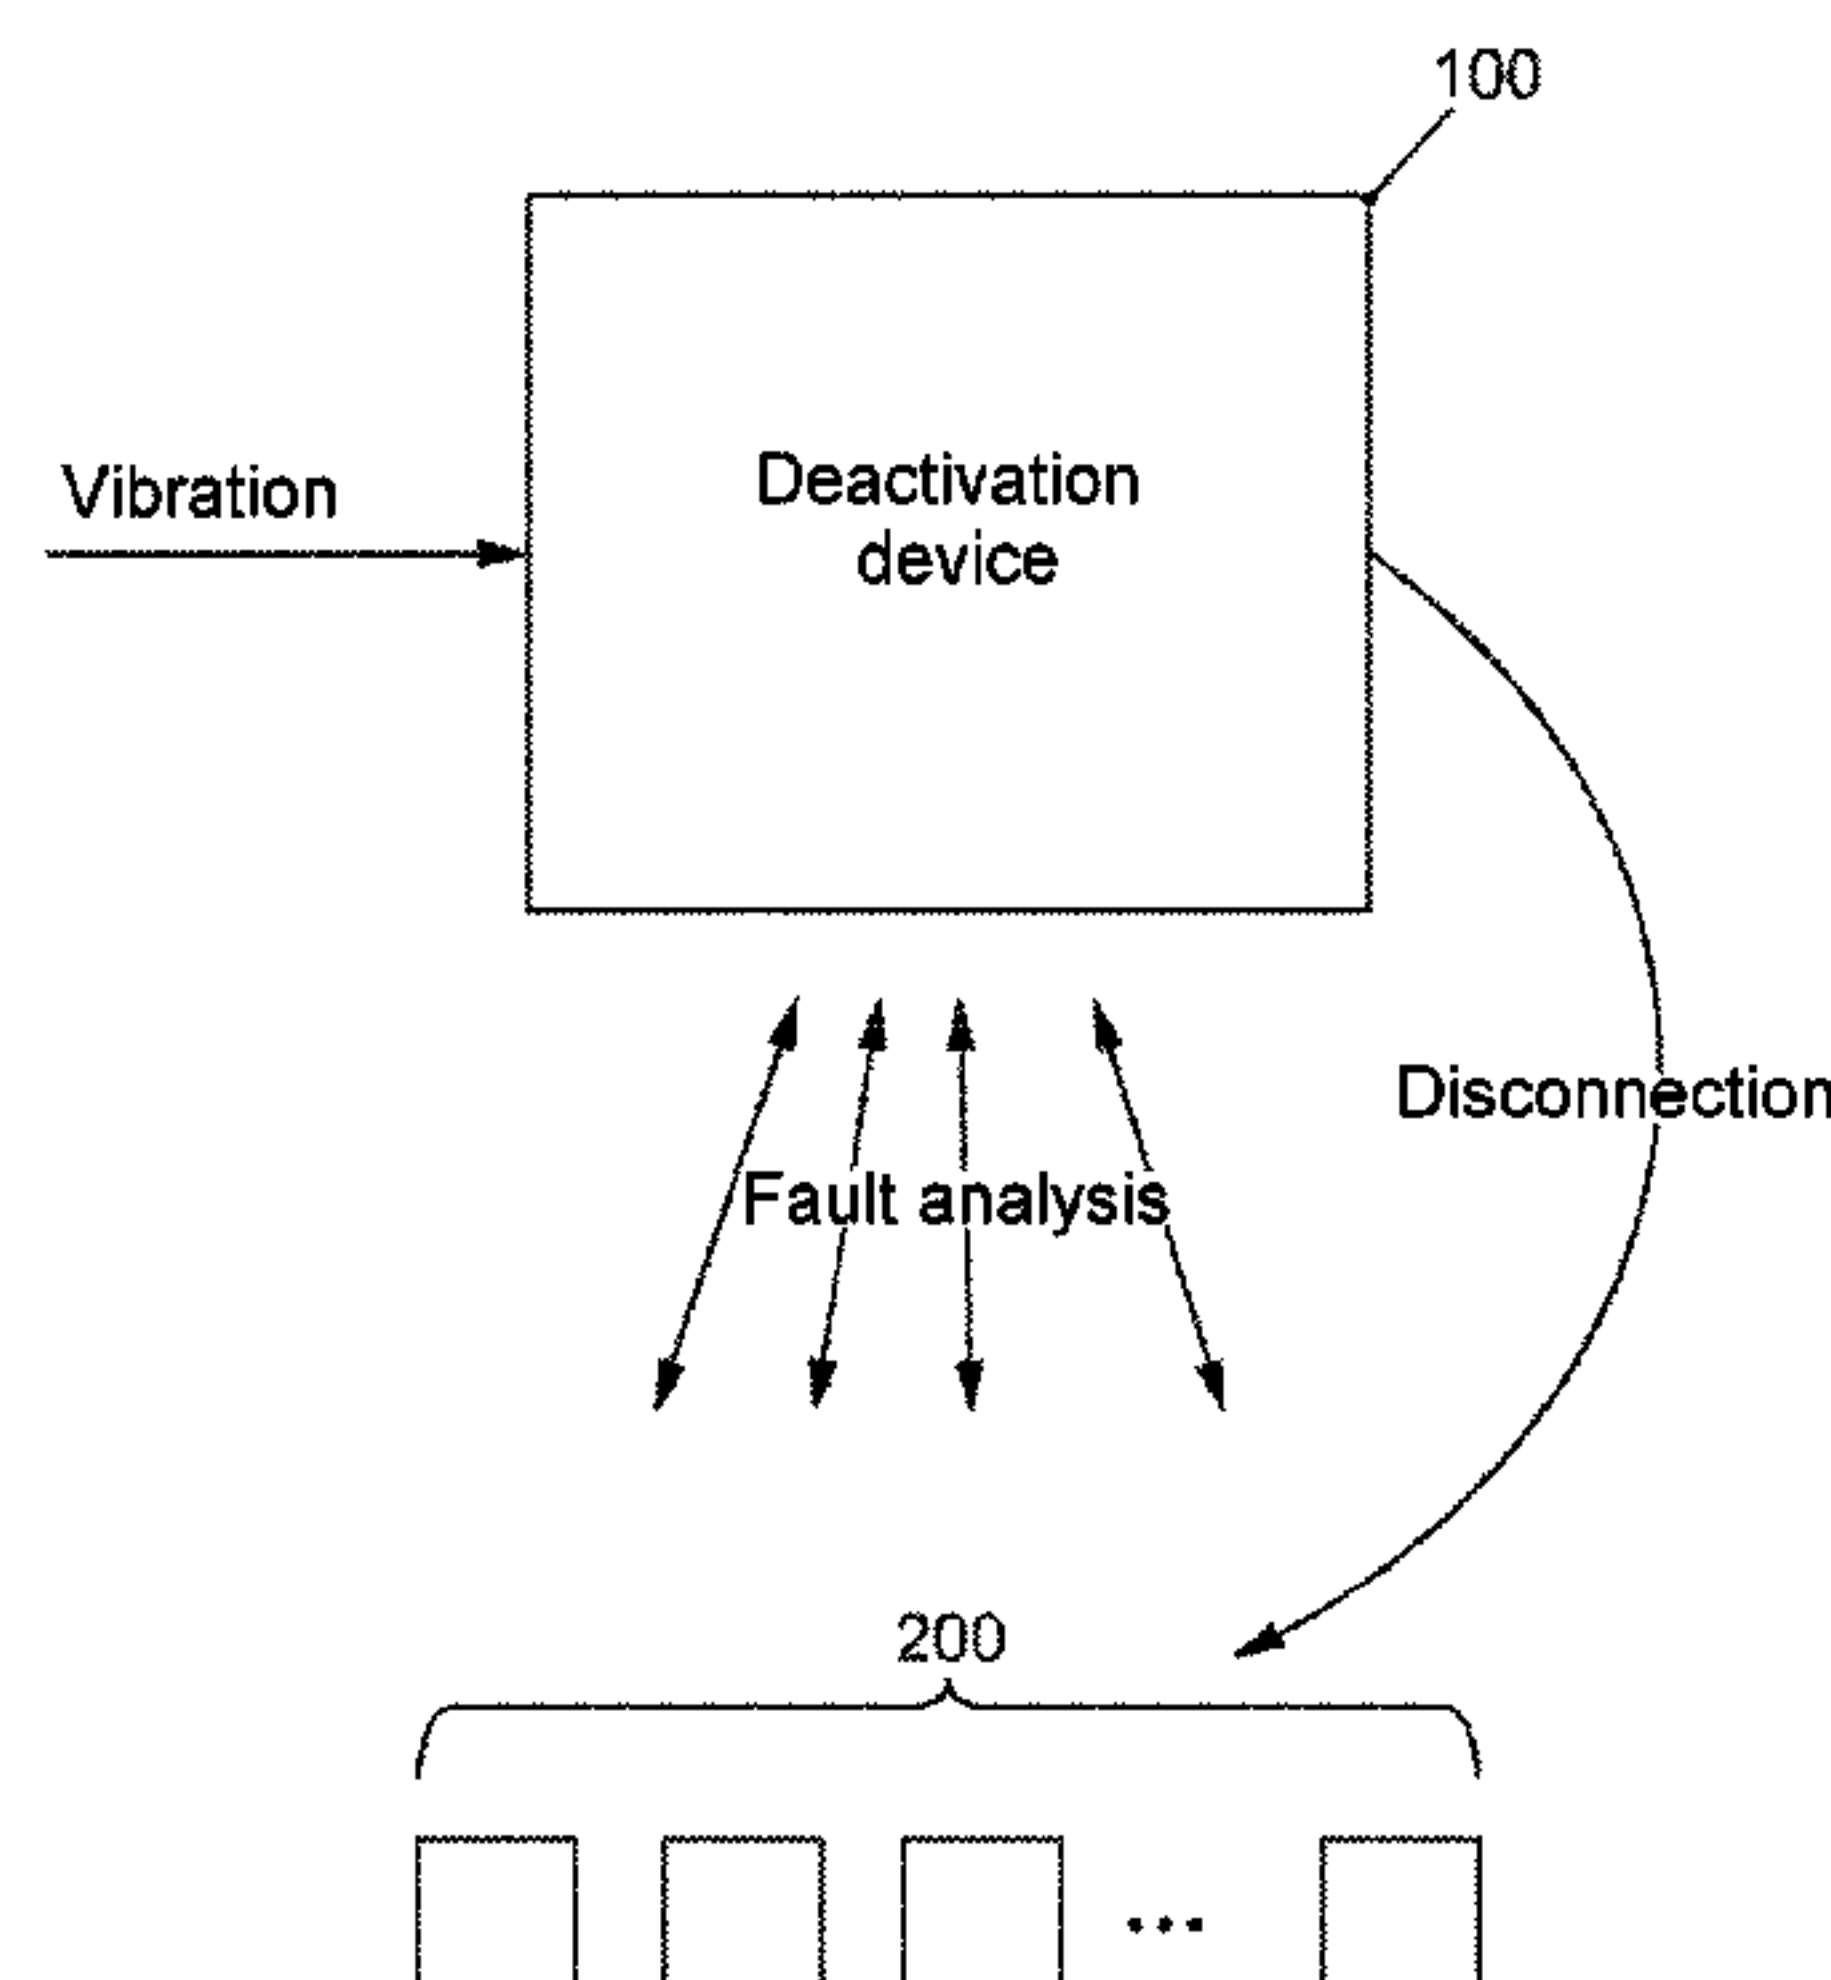 100
Vibration
Deactivation
device
Disconnection
Fault analysis
200
...